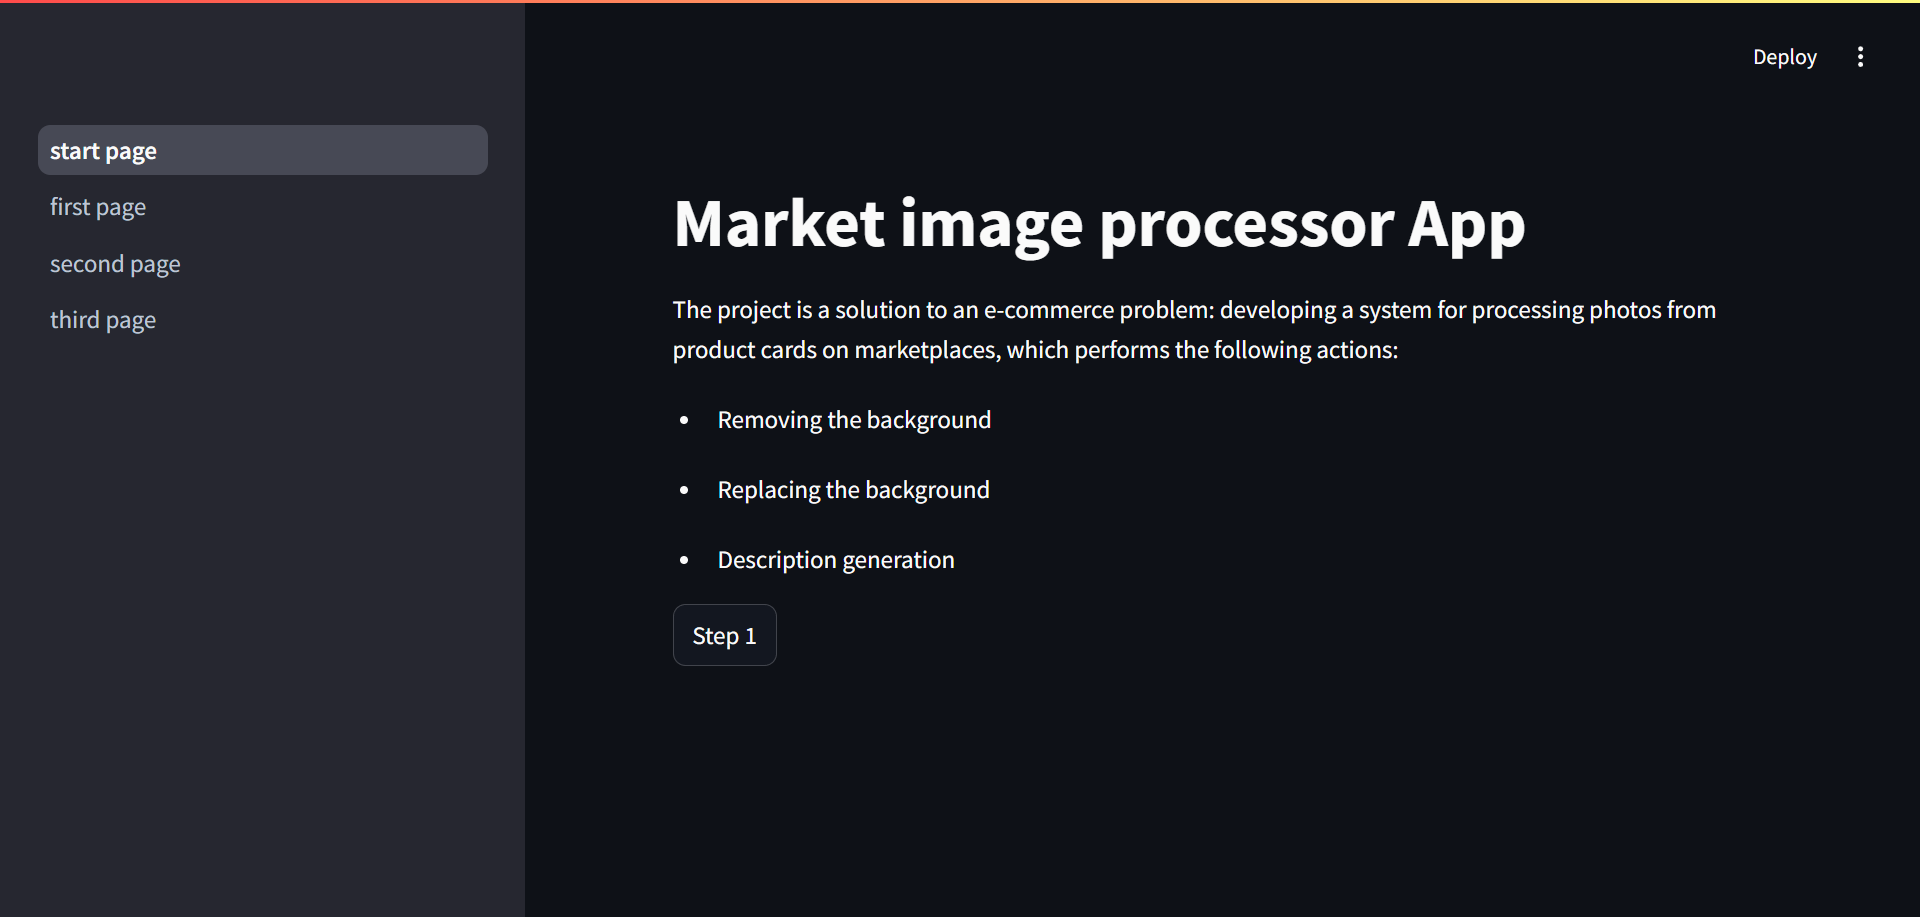 Deploy
start page
first page
second page
third page
Market image processor App
The project is a solution to an e-commerce problem: developing a system for processing photos from
product cards on marketplaces, which performs the following actions:
• Removing the background
• Replacing the background
• Description generation
Step 1